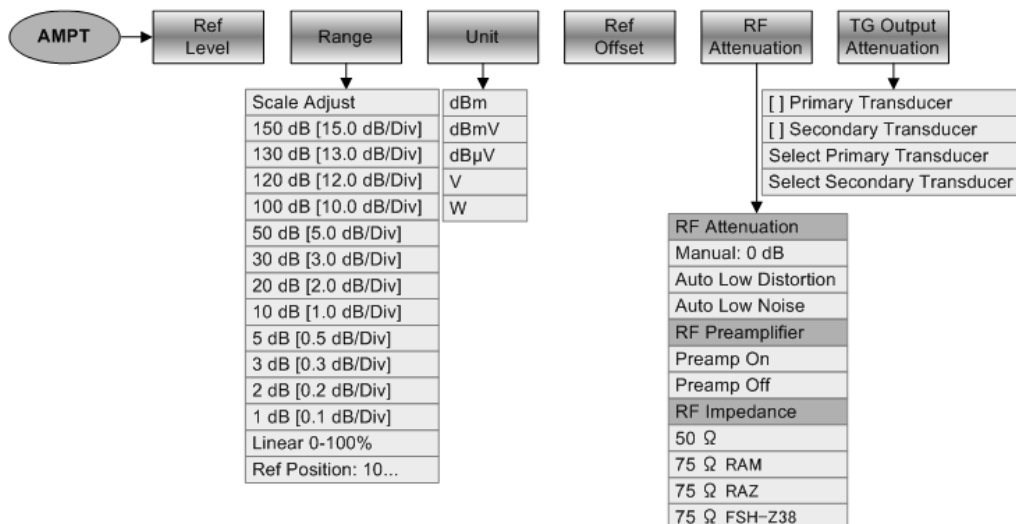 AMPT
Ref
Level
Range
Unit
Ref
Offset
RF
Attenuation
TG Output
Attenuation
Scale Adjust
150 dB [15.0 dB/Div]
130 dB [13.0 dB/Div]
120 dB [12.0 dB/Div]
100 dB [10.0 dB/Div]
50 dB [5.0 dB/Div]
30 dB [3.0 dB/Div]
20 dB [2.0 dB/Div]
10 dB [1.0 dB/Div]
5 dB [0.5 dB/Div]
3 dB [0.3 dB/Div]
2 dB [0.2 dB/Div]
1 dB [0.1 dB/Div]
Linear 0-100%
Ref Position: 10...
dBm
dBmV
dBµV
V
W
[ ] Primary Transducer
[ ] Secondary Transducer
Select Primary Transducer
Select Secondary Transducer
RF Attenuation
Manual: 0 dB
Auto Low Distortion
Auto Low Noise
RF Preamplifier
Preamp On
Preamp Off
RF Impedance
50 Ω
75 Ω RAM
75 Ω RAZ
75 Ω FSH-Z38